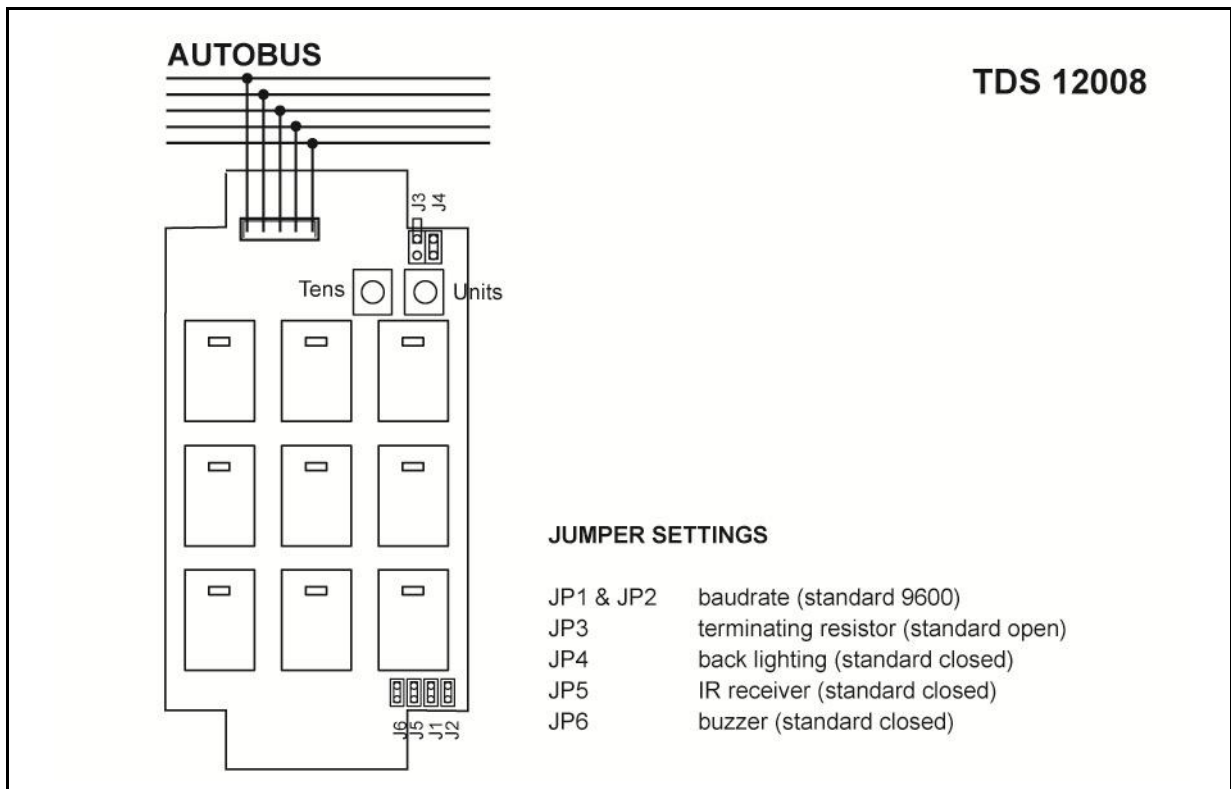 AUTOBUS
TDS 12008
J3
J4
Tens
Units
JUMPER SETTINGS
JP1 & JP2 baudrate (standard 9600)
JP3 terminating resistor (standard open)
JP4 back lighting (standard closed)
JP5 IR receiver (standard closed)
JP6 buzzer (standard closed)
J6
J5
J1
J2